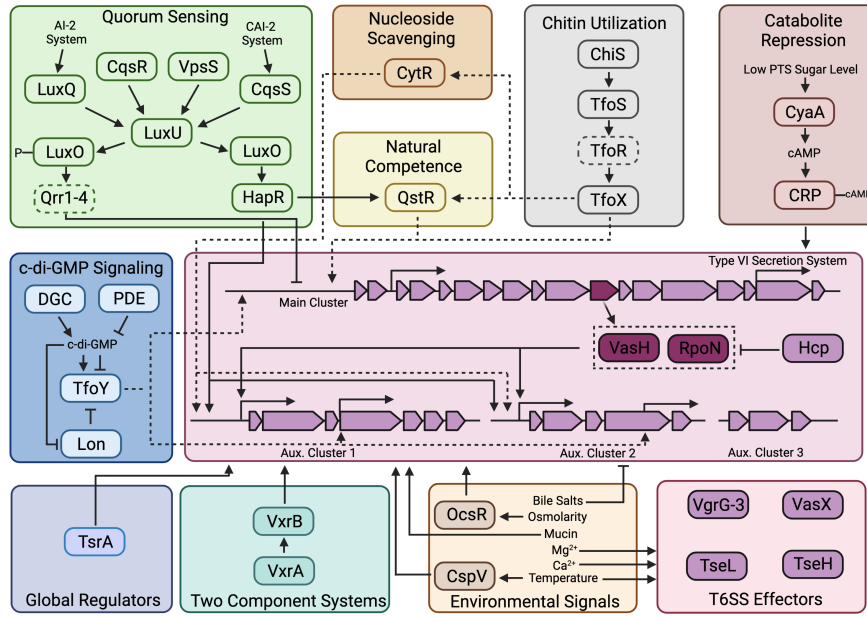 Quorum Sensing
AI-2
System
CAI-2
System
CqsR
VpsS
LuxQ
CqsS
LuxU
P
LuxO
LuxO
Qrr1-4
HapR
Nucleoside
Scavenging
CytR
Natural
Competence
QstR
Chitin Utilization
ChiS
TfoS
TfoR
TfoX
Catabolite
Repression
Low PTS Sugar Level
CyaA
cAMP
CRP
cAMP
c-di-GMP Signaling
DGC
PDE
c-di-GMP
TfoY
Lon
Type VI Secretion System
Main Cluster
VasH
RpoN
Hcp
Aux. Cluster 1
Aux. Cluster 2
Aux. Cluster 3
TsrA
Global Regulators
VxrB
VxrA
Two Component Systems
OcsR
Bile Salts
Osmolarity
Mucin
Mg²⁺
Ca²⁺
CspV
Temperature
Environmental Signals
VgrG-3
VasX
TseL
TseH
T6SS Effectors